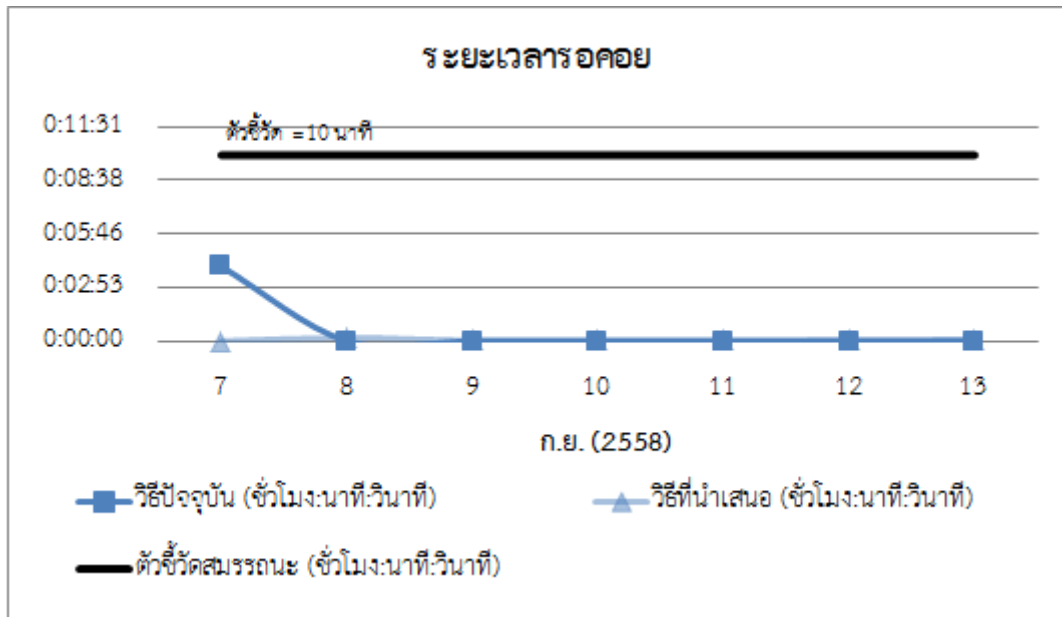 ระยะเวลารอคอย
ตัวชี้วัด = 10 นาที
0:11:31
0:08:38
0:05:46
0:02:53
0:00:00
7 8 9 10 11 12 13
ก.ย. (2558)
วิธีปัจจุบัน (ชั่วโมง:นาที:วินาที) วิธีที่นำเสนอ (ชั่วโมง:นาที:วินาที)
ตัวชี้วัดสมรรถนะ (ชั่วโมง:นาที:วินาที)